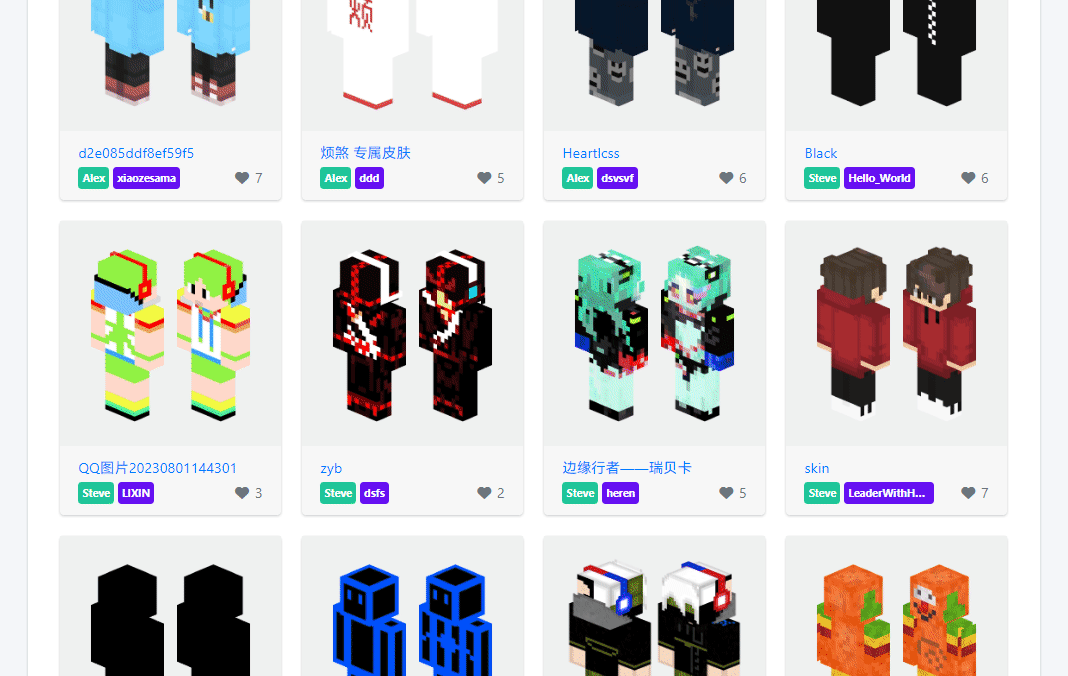 烦
d2e085ddf8ef59f5
烦煞 专属皮肤
Heartlcss
Black
Alex xiaozesama 7
Alex ddd 5
Alex dsvsvf 6
Steve Hello_World 6
QQ图片20230801144301
zyb
边缘行者——瑞贝卡
skin
Steve LIXIN 3
Steve dsfs 2
Steve heren 5
Steve LeaderWithH... 7